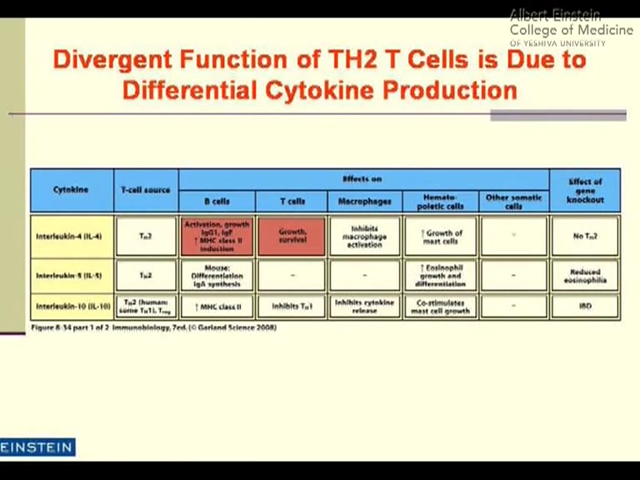 Albert Einstein
College of Medicine
OF YESHIVA UNIVERSITY
Divergent Function of TH2 T Cells is Due to
Differential Cytokine Production
Cytokine
T-cell source
Effects on
Effect of
gene
knockout
B cells
T cells
Macrophages
Hemato-
poietic cells
Other somatic
cells
Interleukin-4 (IL-4)
TH2
Activation, growth
IgG1, IgE
↑ MHC class II
induction
Growth,
survival
Inhibits
macrophage
activation
↑ Growth of
mast cells
No TH2
Interleukin-5 (IL-5)
TH2
Mouse:
Differentiation
IgA synthesis
–
–
↑ Eosinophil
growth and
differentiation
–
Reduced
eosinophilia
Interleukin-10 (IL-10)
TH2 (human:
some TH1), Treg
↑ MHC class II
Inhibits TH1
Inhibits cytokine
release
Co-stimulates
mast cell growth
–
IBD
Figure 8-34 part 1 of 2 Immunobiology, 7ed. (© Garland Science 2008)
EINSTEIN